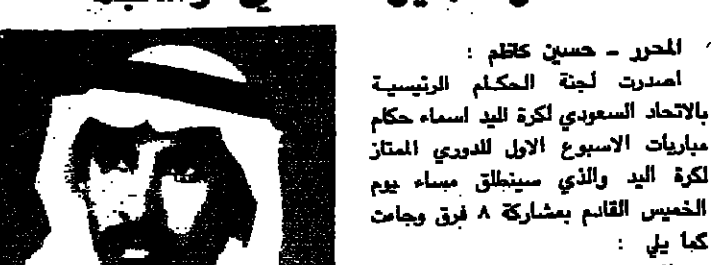 المحرر - حسين كاظم :
اصدرت لجنة الحكام الرئيسية
بالاتحاد السعودي لكرة اليد اسماء حكام
مباريات الاسبوع الاول للدوري الممتاز
لكرة اليد والذي سينطلق مساء يوم
الخميس القادم بمشاركة ٨ فرق وجاءت
كما يلي :